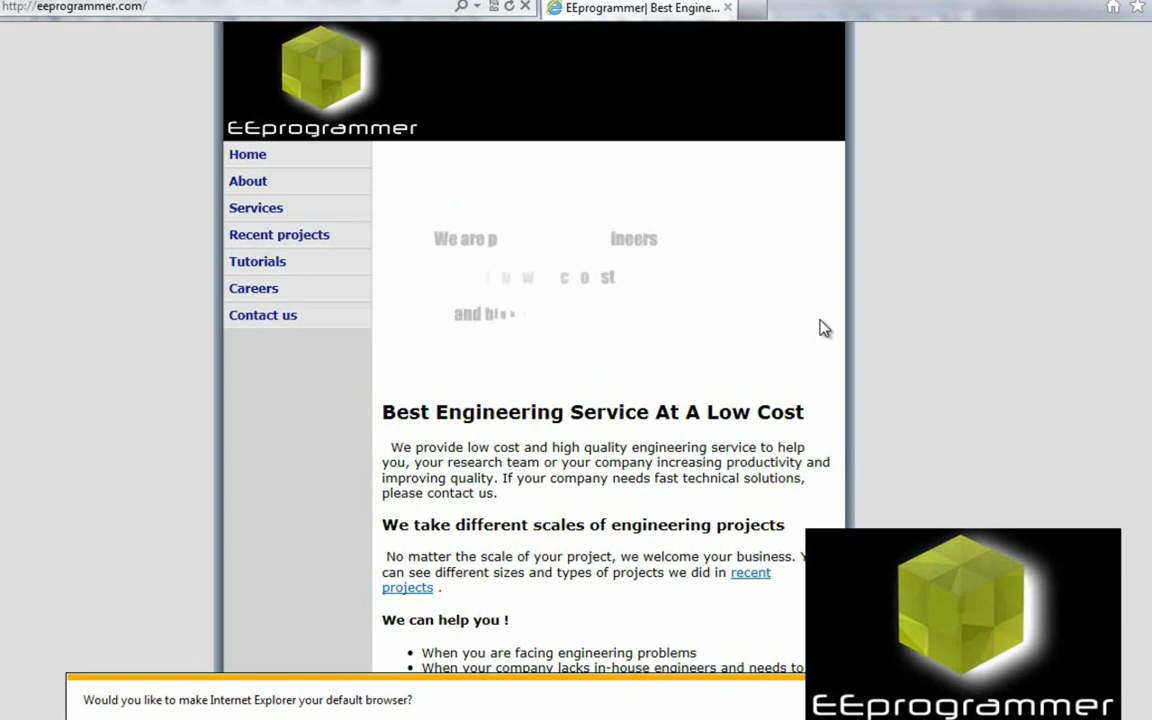 http://eeprogrammer.com/
EEprogrammer| Best Engine...
EEprogrammer
Home
About
Services
Recent projects
Tutorials
Careers
Contact us
We are p ineers
w c o st
and h
Best Engineering Service At A Low Cost
We provide low cost and high quality engineering service to help
you, your research team or your company increasing productivity and
improving quality. If your company needs fast technical solutions,
please contact us.
We take different scales of engineering projects
No matter the scale of your project, we welcome your business.
can see different sizes and types of projects we did in recent
projects .
We can help you !
When you are facing engineering problems
When your company lacks in-house engineers and needs to
Would you like to make Internet Explorer your default browser?
EEprogrammer